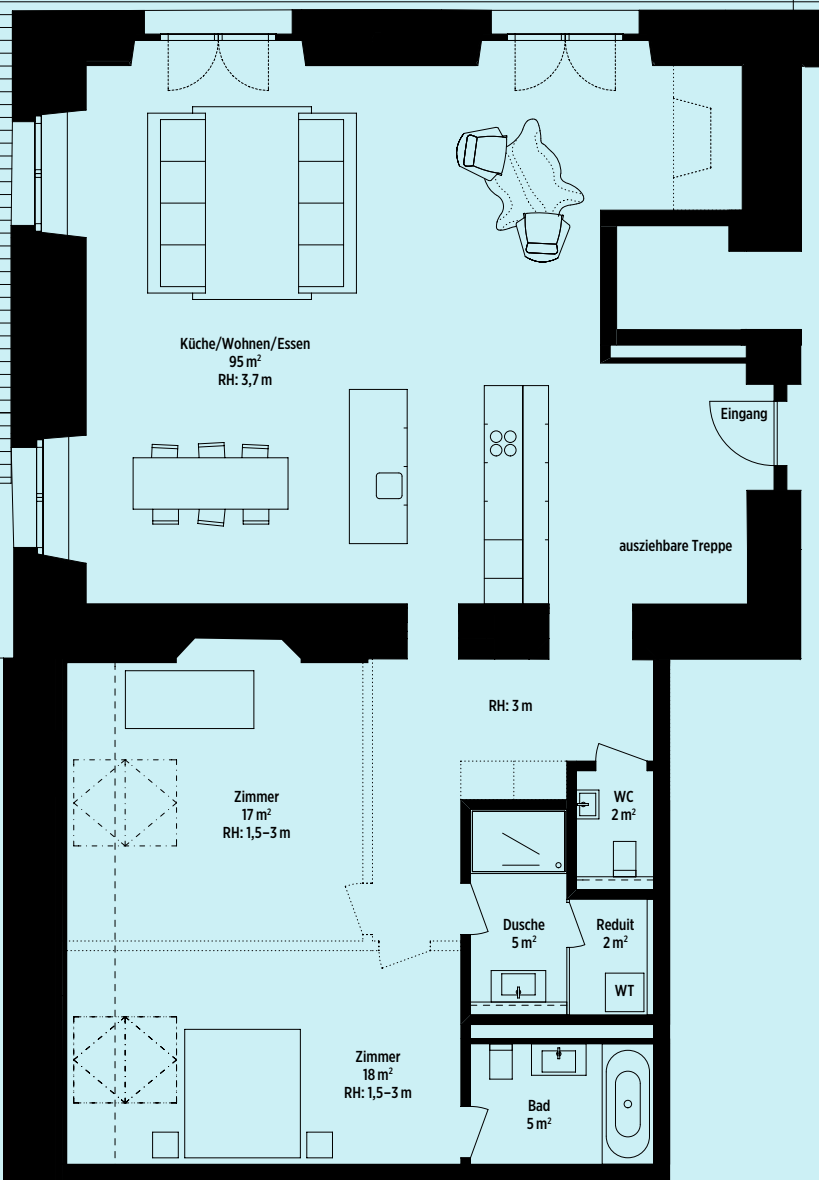 Küche/Wohnen/Essen
95 m²
RH: 3,7 m
Eingang
ausziehbare Treppe
RH: 3 m
Zimmer
17 m²
RH: 1,5–3 m
WC
2 m²
Dusche
5 m²
Reduit
2 m²
WT
Zimmer
18 m²
RH: 1,5–3 m
Bad
5 m²